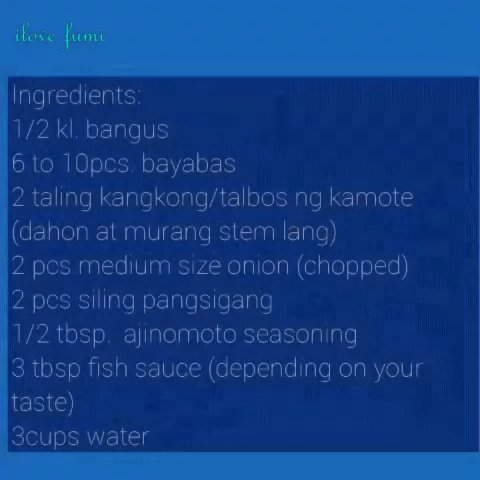 ilove fumi
Ingredients:
1/2 kl. bangus
6 to 10pcs. bayabas
2 taling kangkong/talbos ng kamote
(dahon at murang stem lang)
2 pcs medium size onion (chopped)
2 pcs siling pangsigang
1/2 tbsp.  ajinomoto seasoning
3 tbsp fish sauce (depending on your
taste)
3cups water